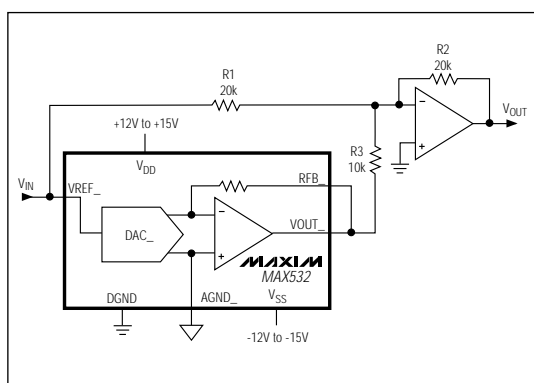 R1
20k
R2
20k
+12V to +15V
VOUT
R3
10k
VDD
VIN
VREF_
RFB_
DAC_
VOUT_
−
+
−
+
MAXIM
MAX532
DGND
AGND_
VSS
-12V to -15V